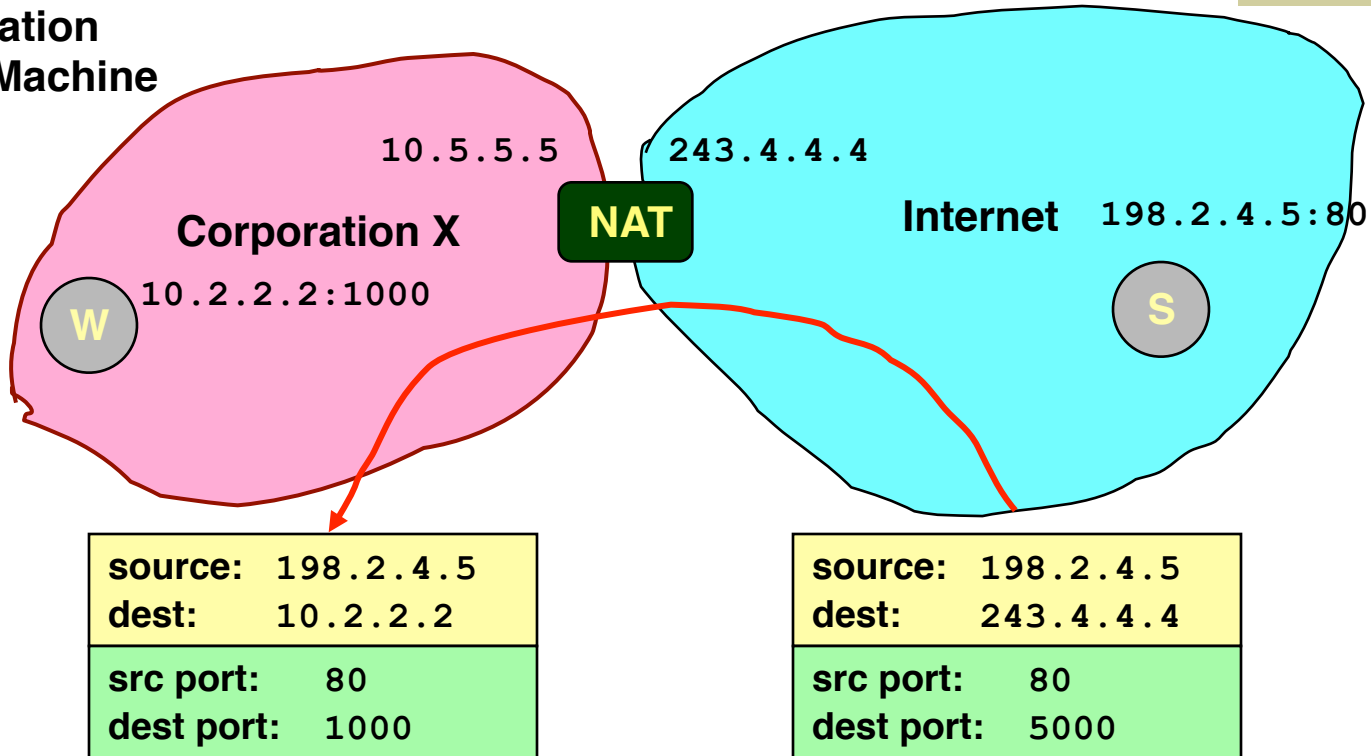 ation
Machine
10.5.5.5
243.4.4.4
NAT
Corporation X
Internet 198.2.4.5:80
10.2.2.2:1000
W
S
source: 198.2.4.5
dest: 10.2.2.2
src port: 80
dest port: 1000
source: 198.2.4.5
dest: 243.4.4.4
src port: 80
dest port: 5000